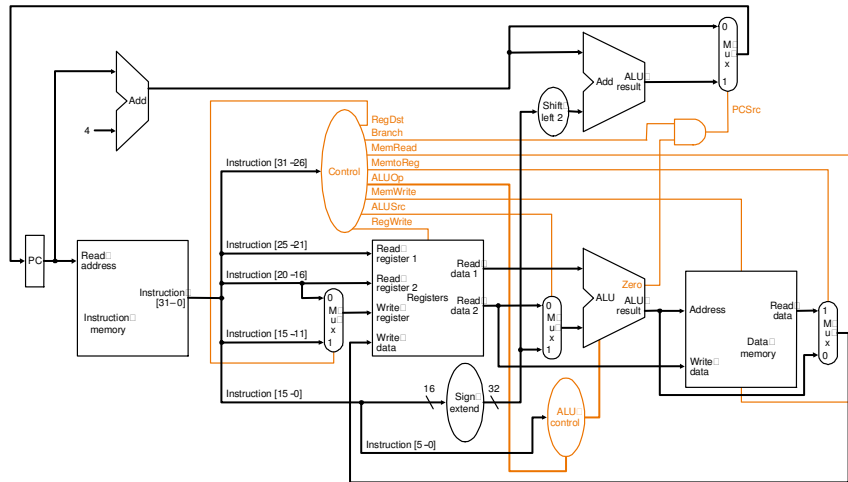 0
M
u
x
1
Add
4
Add
ALU
result
Shift
left 2
PCSrc
RegDst
Branch
MemRead
MemtoReg
ALUOp
MemWrite
ALUSrc
RegWrite
Control
Instruction [31–26]
Instruction [25–21]
Instruction [20–16]
Instruction [15–11]
Instruction [15–0]
Instruction [5–0]
PC
Read
address
Instruction
[31–0]
Instruction
memory
0
M
u
x
1
Read
register 1
Read
register 2
Write
register
Write
data
Registers
Read
data 1
Read
data 2
0
M
u
x
1
Zero
ALU
ALU
result
Address
Write
data
Read
data
Data
memory
1
M
u
x
0
16
Sign
extend
32
ALU
control